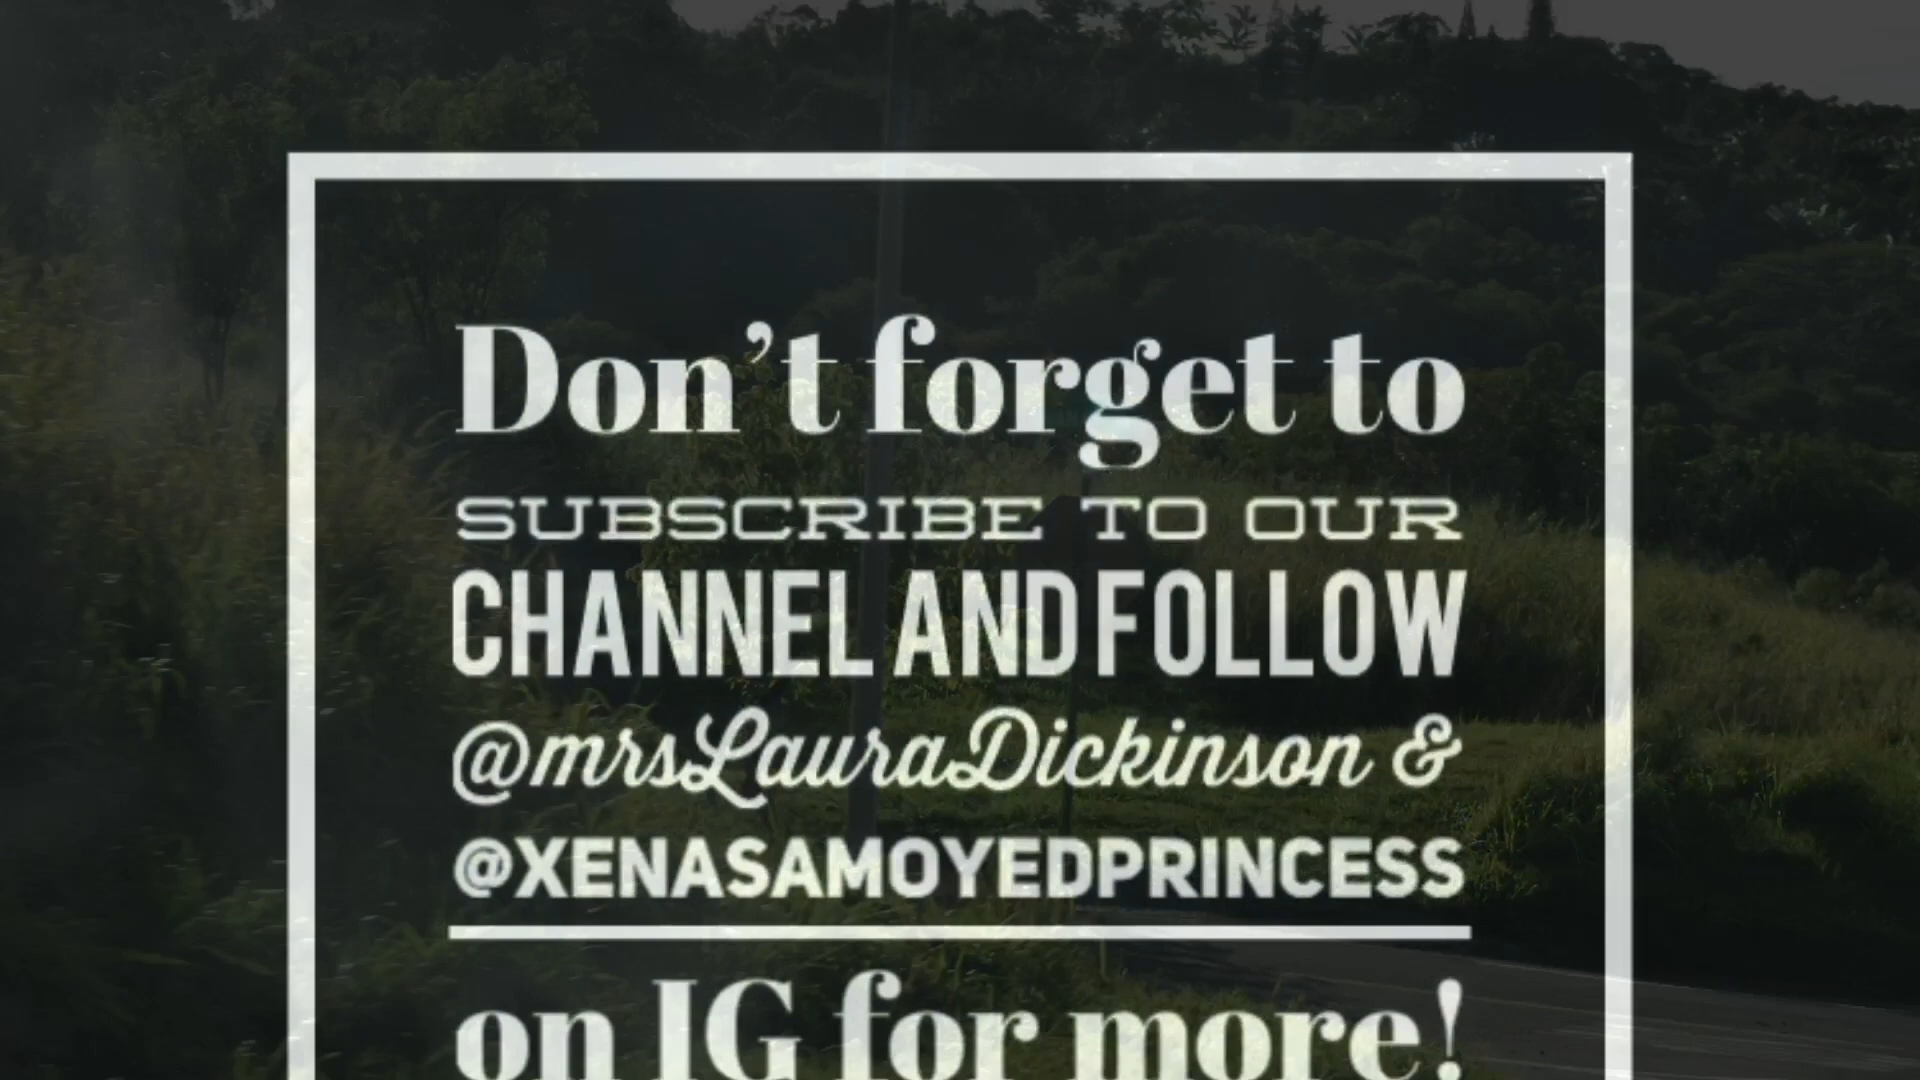 Don't forget to
SUBSCRIBE TO OUR
CHANNEL AND FOLLOW
@mrsLauraDickinson &
@XENASAMOYEDPRINCESS
on IG for more!